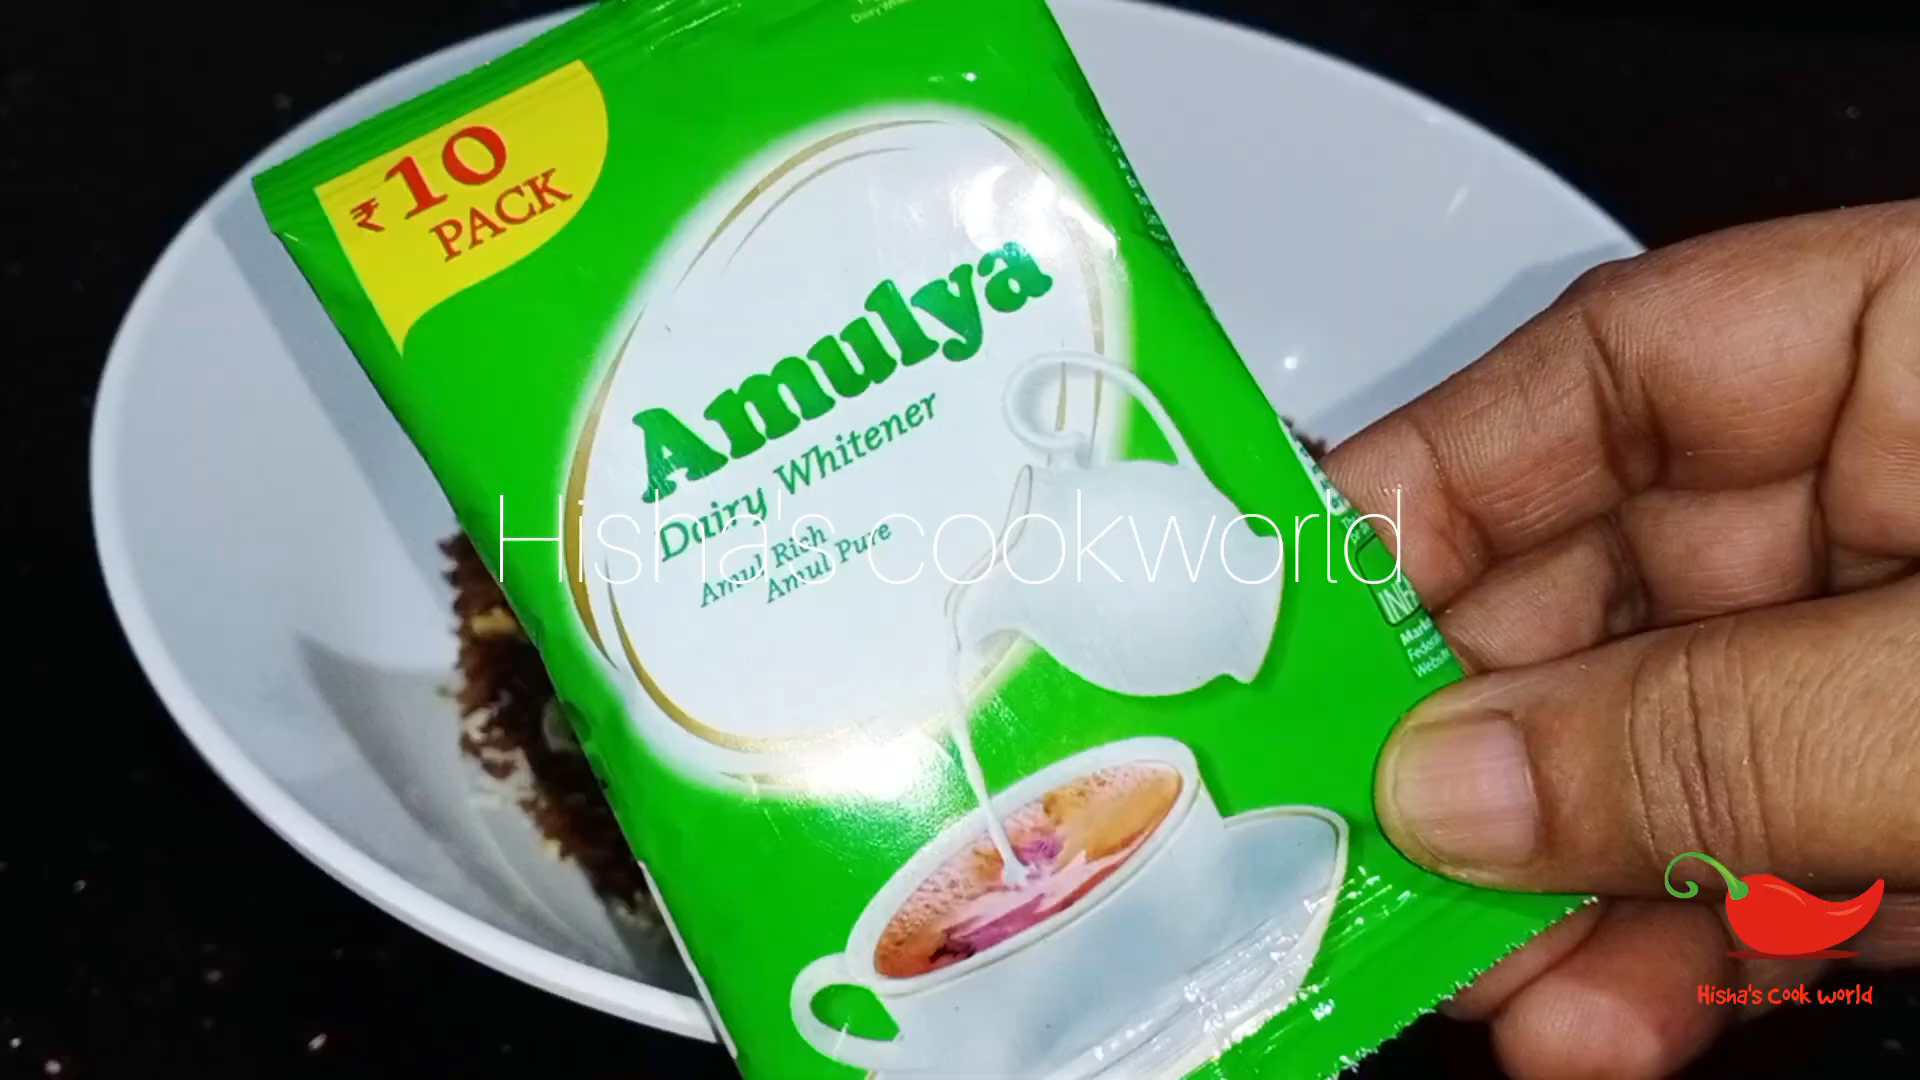 ₹10
PACK
Amulya
Dairy Whitener
Amul Rich
Amul Pure
Hisha's cookworld
Hisha's Cook world